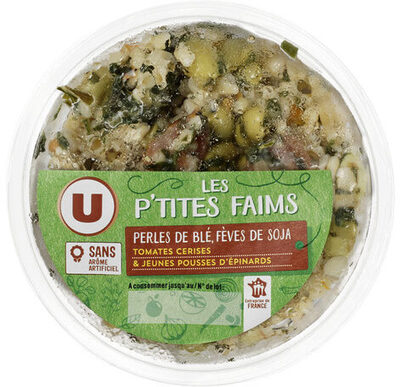 LES
P'TITES FAIMS
U
PERLES DE BLÉ, FÈVES DE SOJA
TOMATES CERISES
& JEUNES POUSSES D'ÉPINARDS
SANS
ARÔME
ARTIFICIEL
A consommer jusqu'au / N° de lot :
Entreprise de
FRANCE